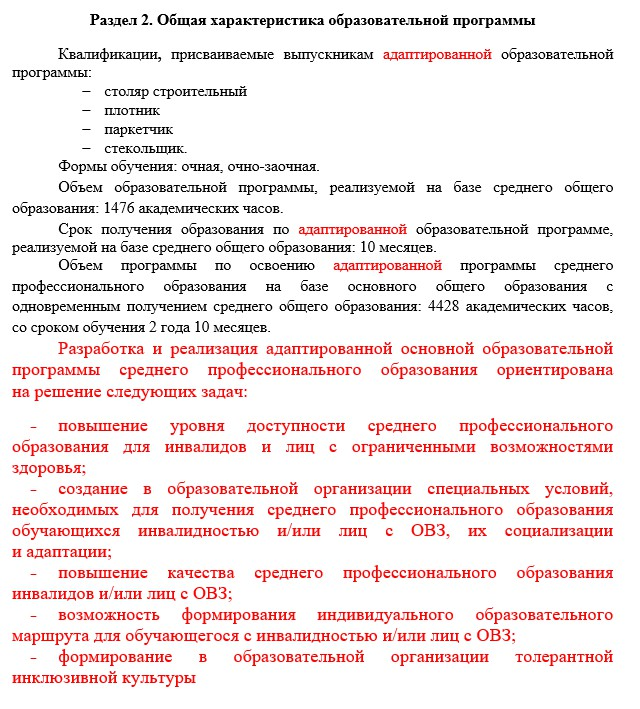 Раздел 2. Общая характеристика образовательной программы
Квалификации, присваиваемые выпускникам адаптированной образовательной
программы:
– столяр строительный
– плотник
– паркетчик
– стекольщик.
Формы обучения: очная, очно-заочная.
Объем образовательной программы, реализуемой на базе среднего общего
образования: 1476 академических часов.
Срок получения образования по адаптированной образовательной программе,
реализуемой на базе среднего общего образования: 10 месяцев.
Объем программы по освоению адаптированной программы среднего
профессионального образования на базе основного общего образования с
одновременным получением среднего общего образования: 4428 академических часов,
со сроком обучения 2 года 10 месяцев.
Разработка и реализация адаптированной основной образовательной
программы среднего профессионального образования ориентирована
на решение следующих задач:
- повышение уровня доступности среднего профессионального
образования для инвалидов и лиц с ограниченными возможностями
здоровья;
- создание в образовательной организации специальных условий,
необходимых для получения среднего профессионального образования
обучающихся инвалидностью и/или лиц с ОВЗ, их социализации
и адаптации;
- повышение качества среднего профессионального образования
инвалидов и/или лиц с ОВЗ;
- возможность формирования индивидуального образовательного
маршрута для обучающегося с инвалидностью и/или лиц с ОВЗ;
- формирование в образовательной организации толерантной
инклюзивной культуры